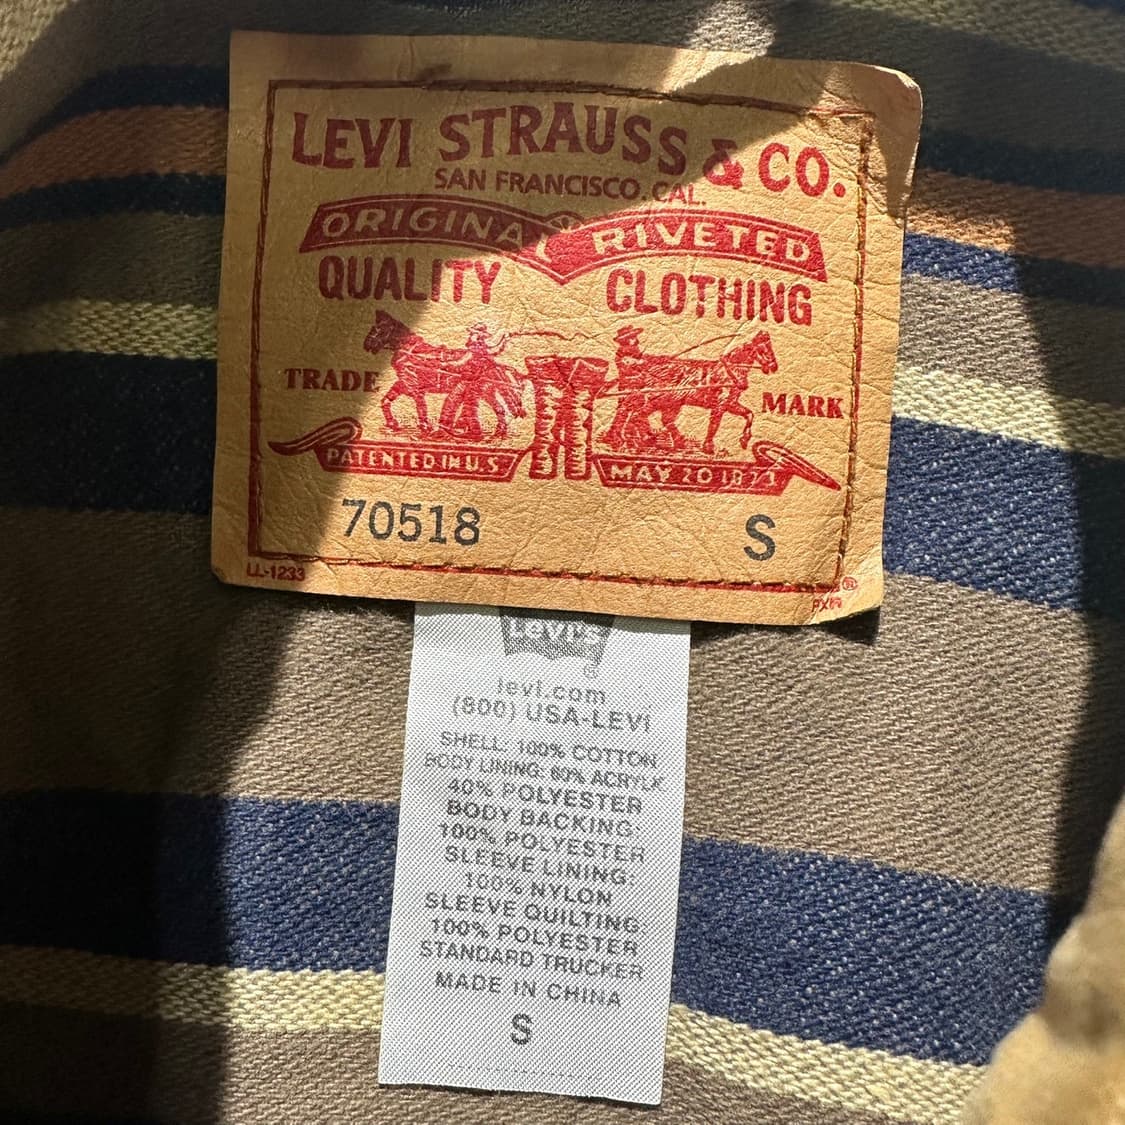 LEVI STRAUSS & CO.
SAN FRANCISCO, CAL.
ORIGINAL RIVETED
QUALITY CLOTHING
TRADE MARK
PATENTED IN U.S MAY 20 1873
70518 S
LL-1233
®
Levi's
®
levi.com
(800) USA-LEVI
SHELL: 100% COTTON
BODY LINING: 60% ACRYLIC
40% POLYESTER
BODY BACKING:
100% POLYESTER
SLEEVE LINING:
100% NYLON
SLEEVE QUILTING:
100% POLYESTER
STANDARD TRUCKER
MADE IN CHINA
S